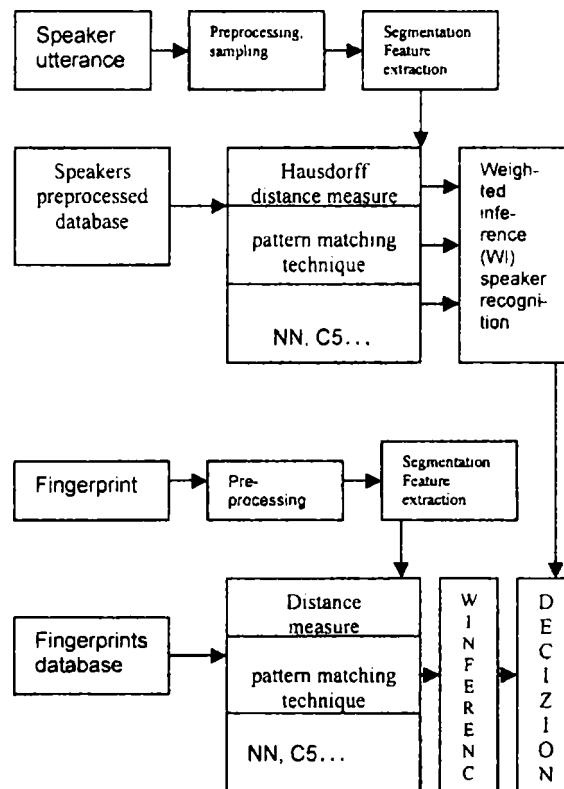 Speaker
utterance
Preprocessing,
sampling
Segmentation
Feature
extraction
Speakers
preprocessed
database
Hausdorff
distance measure
pattern matching
technique
NN, C5...
Weigh-
ted
infe-
rence
(WI)
speaker
recogni-
tion
Fingerprint
Pre-
processing
Segmentation
Feature
extraction
Fingerprints
database
Distance
measure
pattern matching
technique
NN, C5...
W
I
N
F
E
R
E
N
C
D
E
C
I
Z
I
O
N